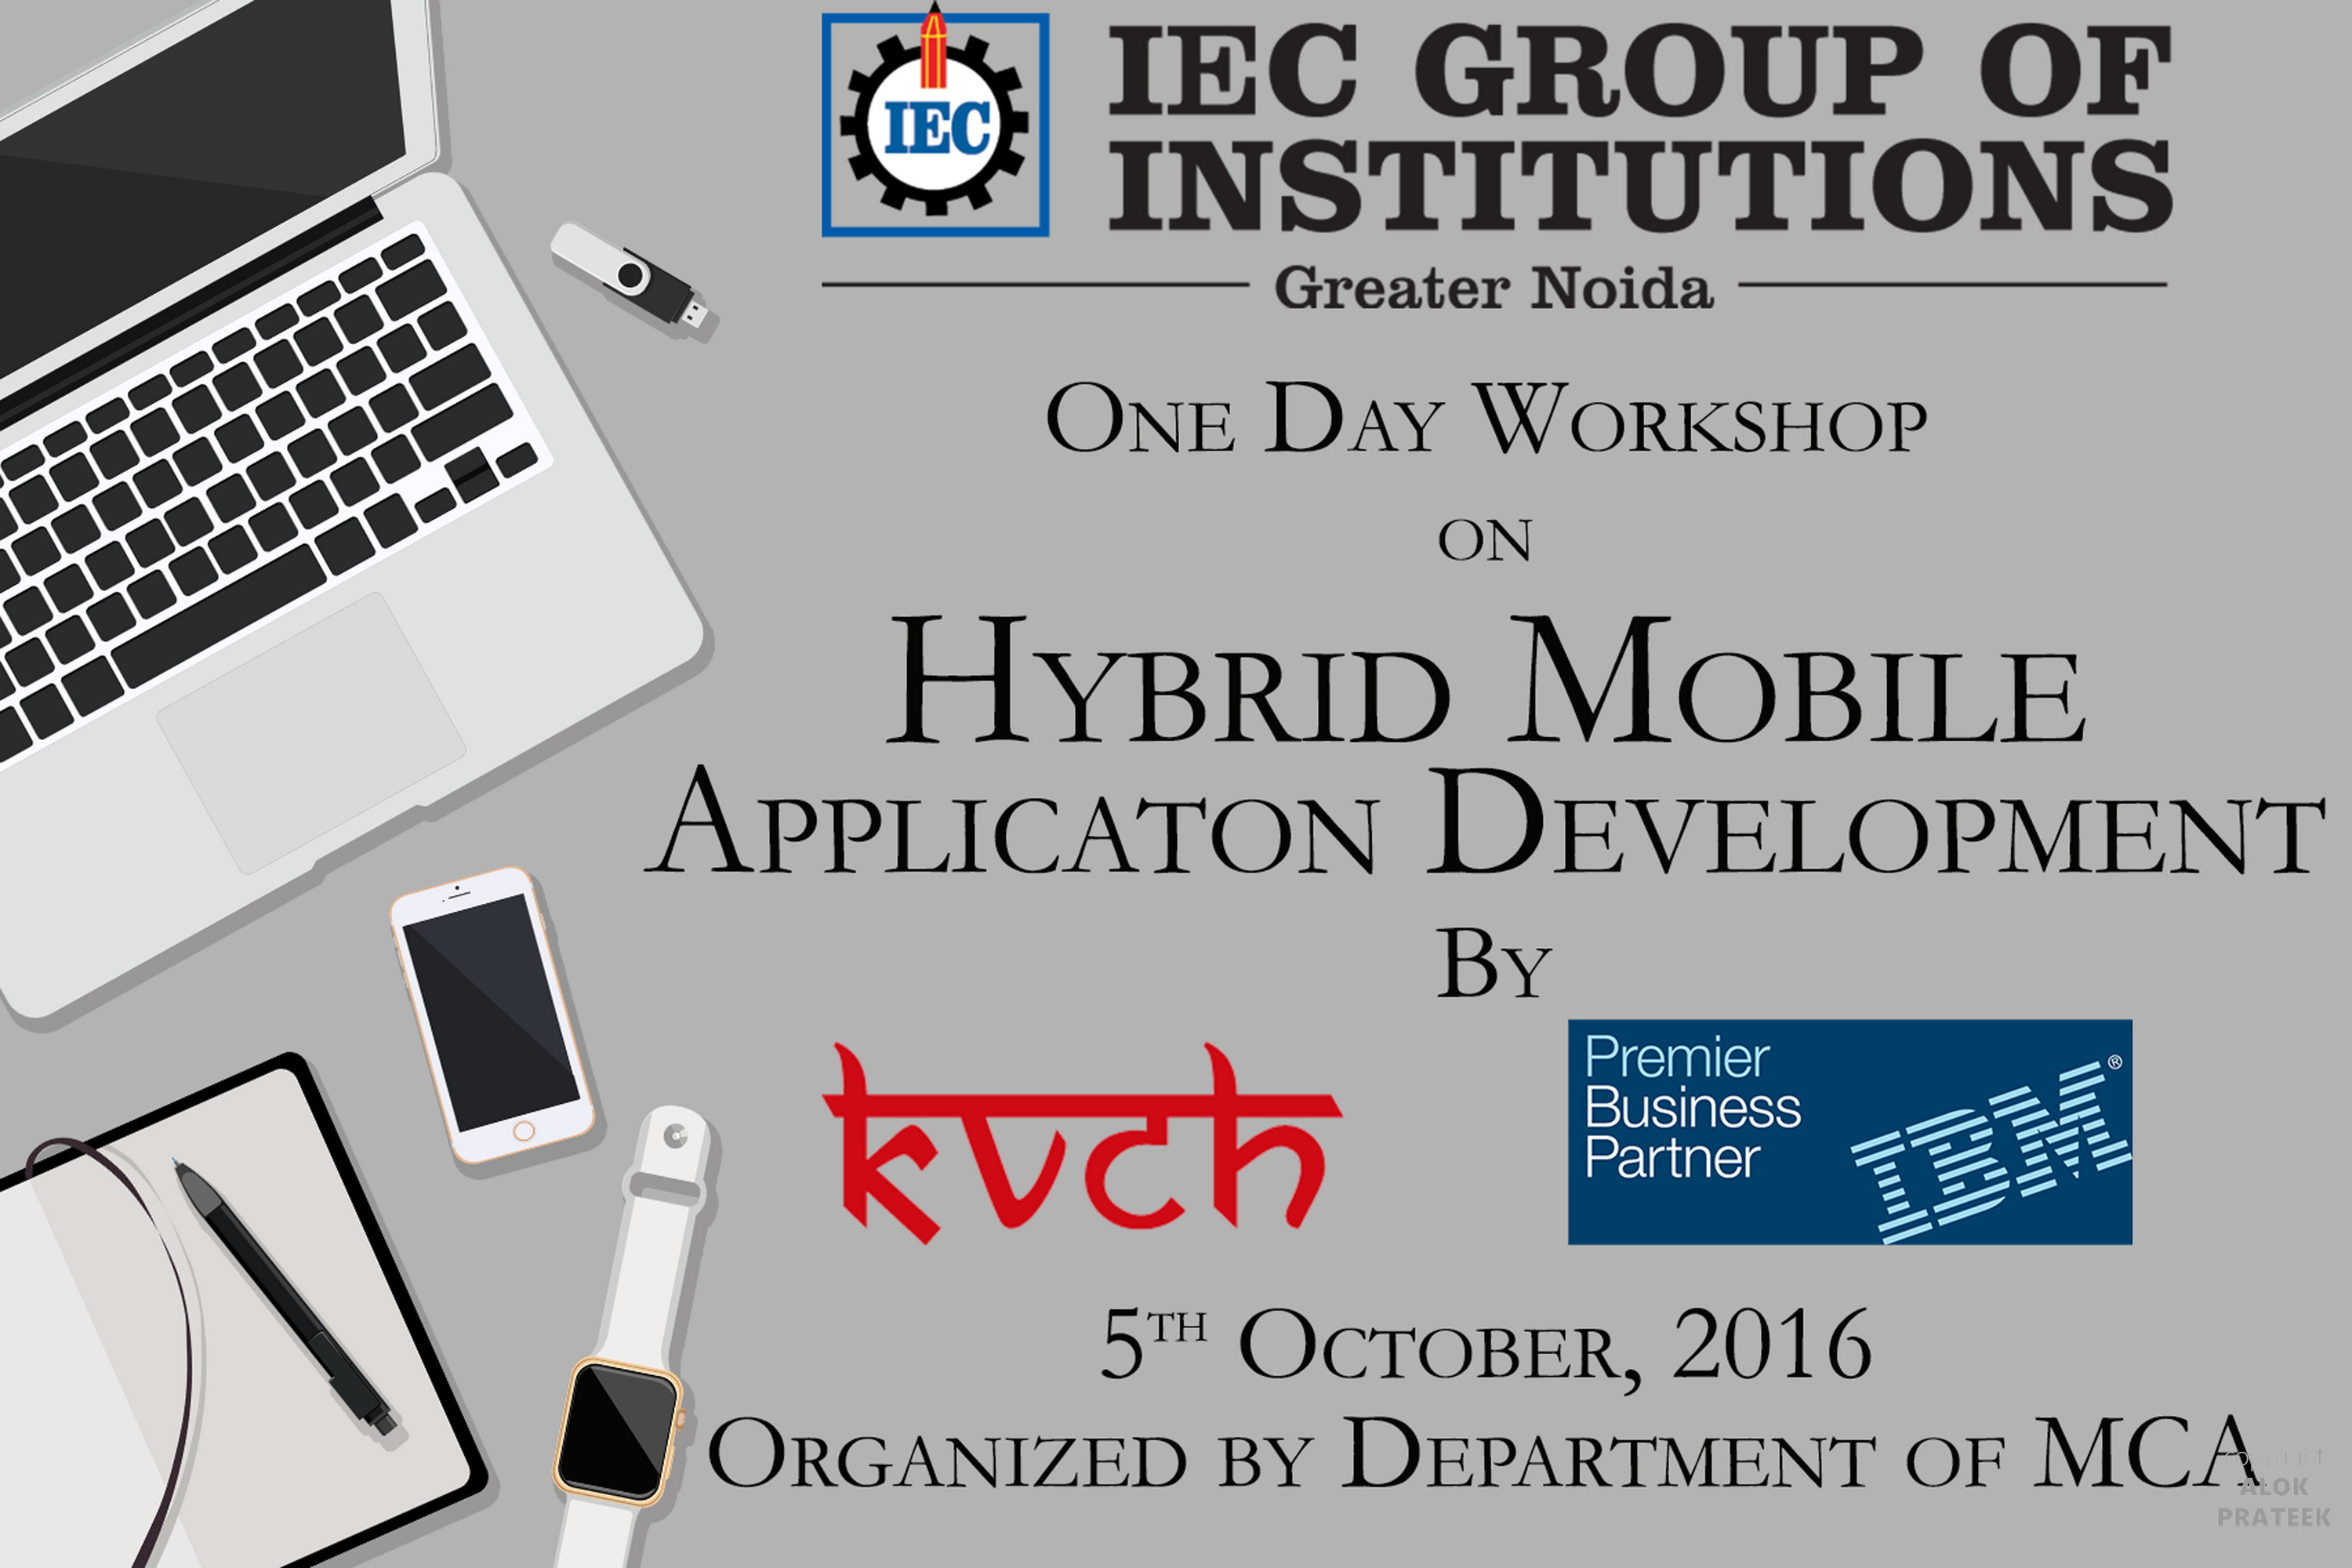 IEC
IEC GROUP OF
INSTITUTIONS
Greater Noida
One Day Workshop
on
Hybrid Mobile
Applicaton Development
By
kvch
Premier
Business
Partner
IBM®
5TH October, 2016
Organized by Department of MCA
Copyright
ALOK
PRATEEK